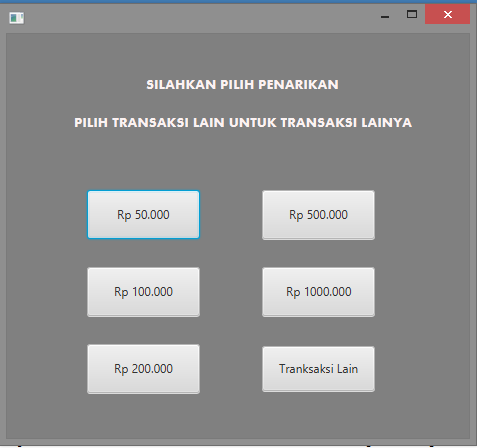 SILAHKAN PILIH PENARIKAN
PILIH TRANSAKSI LAIN UNTUK TRANSAKSI LAINYA
Rp 50.000
Rp 500.000
Rp 100.000
Rp 1000.000
Rp 200.000
Tranksaksi Lain